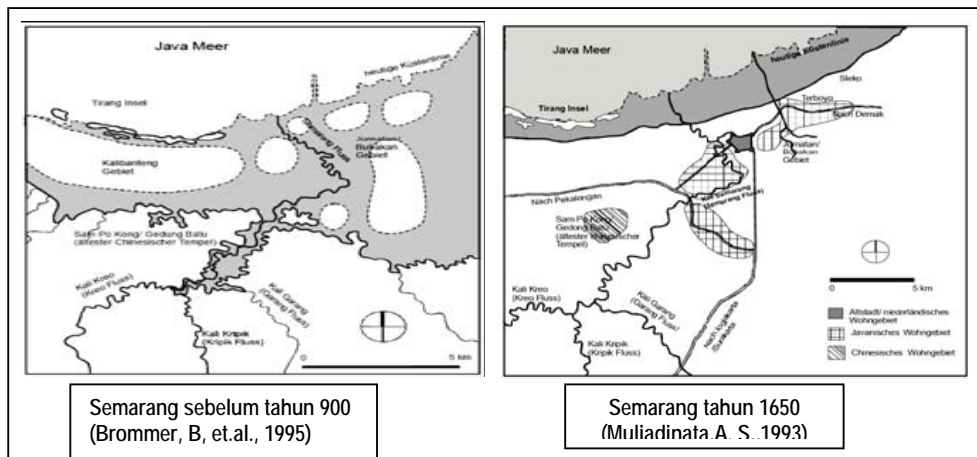 Java Meer
heutige Küstenlinie
Tirang Insel
Semarang Fluss
Jumatan/
Bubakan
Gebiet
Kalibanteng
Gebiet
Sam Po Kong/ Gedung Batu
(ältester Chinesischer Tempel)
Kali Kreo
(Kreo Fluss)
Kali Garang
(Garang Fluss)
Kali Kripik
(Kripik Fluss)
0
5 km
Semarang sebelum tahun 900
(Brommer, B, et.al., 1995)
Java Meer
heutige Küstenlinie
Sleko
Tirang Insel
Terboyo
Nach Demak
Jumatan/
Bubakan
Gebiet
Kali Semarang
(Semarang Fluss)
Nach Pekalongan
Sam Po Kong/
Gedung Batu
(ältester chinesischer
Tempel)
Kali Kreo
(Kreo Fluss)
Kali Garang
(Garang Fluss)
Nach Jogjakarta
/Surakarta
Kali Kripik
(Kripik Fluss)
0
5 km
Altstadt/ niederländisches
Wohngebiet
Javanisches Wohngebiet
Chinesisches Wohngebiet
Semarang tahun 1650
(Muliadinata,A, S,,1993)